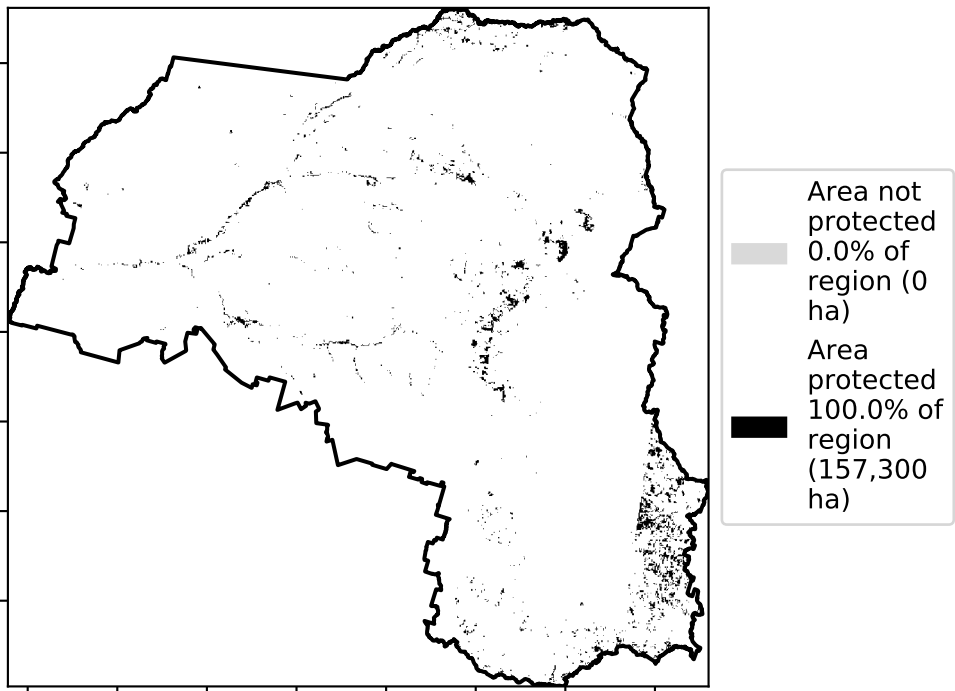 Area not
protected
0.0% of
region (0
ha)
Area
protected
100.0% of
region
(157,300
ha)